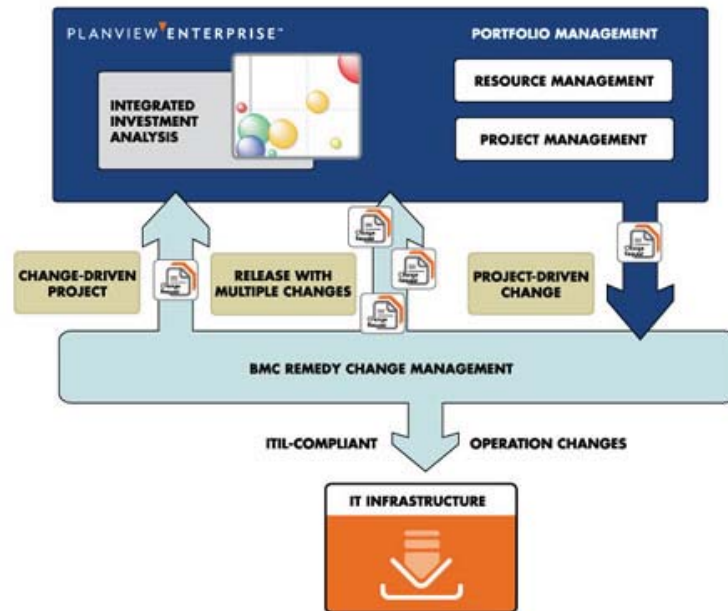 PLANVIEW ENTERPRISE™
PORTFOLIO MANAGEMENT
INTEGRATED
INVESTMENT
ANALYSIS
RESOURCE MANAGEMENT
PROJECT MANAGEMENT
CHANGE-DRIVEN
PROJECT
RELEASE WITH
MULTIPLE CHANGES
PROJECT-DRIVEN
CHANGE
BMC REMEDY CHANGE MANAGEMENT
ITIL-COMPLIANT
OPERATION CHANGES
IT INFRASTRUCTURE